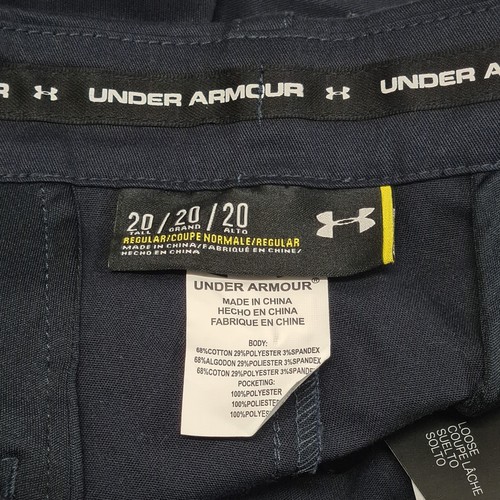 R UNDER ARMOUR UNDER
20/20/20
TALL GRAND ALTO
REGULAR/COUPE NORMALE/REGULAR
MADE IN CHINA/FABRIQUÉ EN CHINE/
HECHO EN CHINA
UNDER ARMOUR®
MADE IN CHINA
HECHO EN CHINA
FABRIQUE EN CHINE
BODY:
68%COTTON 29%POLYESTER 3%SPANDEX
68%ALGODON 29%POLIESTER 3%SPANDEX
68%COTON 29%POLYESTER 3%SPANDEX
POCKETING:
100%POLYESTER
100%POLIESTER
100%POLYESTER
LOOSE
COUPE LÂCHE
SUELTO
SOLTO